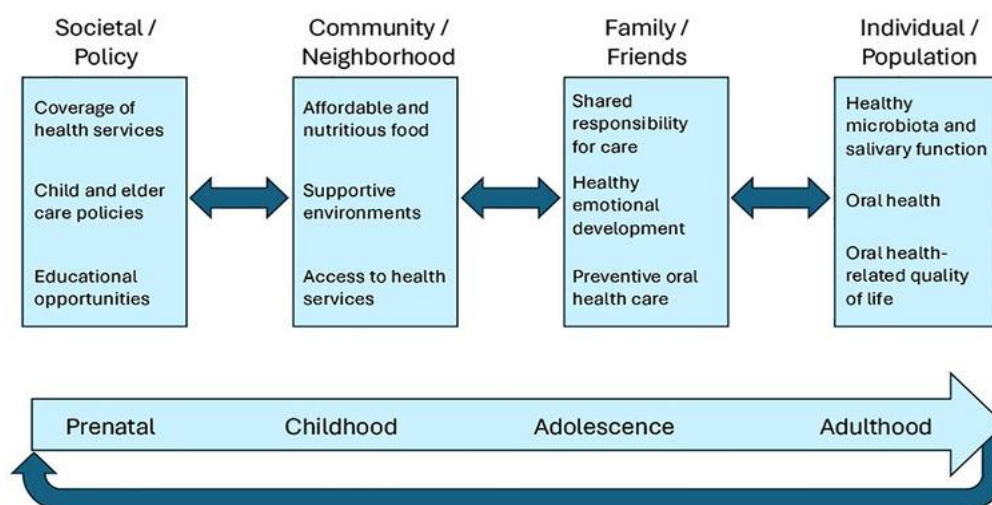 Societal /
Policy
Coverage of
health services
Child and elder
care policies
Educational
opportunities
Community /
Neighborhood
Affordable and
nutritious food
Supportive
environments
Access to health
services
Family /
Friends
Shared
responsibility
for care
Healthy
emotional
development
Preventive oral
health care
Individual /
Population
Healthy
microbiota and
salivary function
Oral health
Oral health-
related quality
of life
Prenatal
Childhood
Adolescence
Adulthood